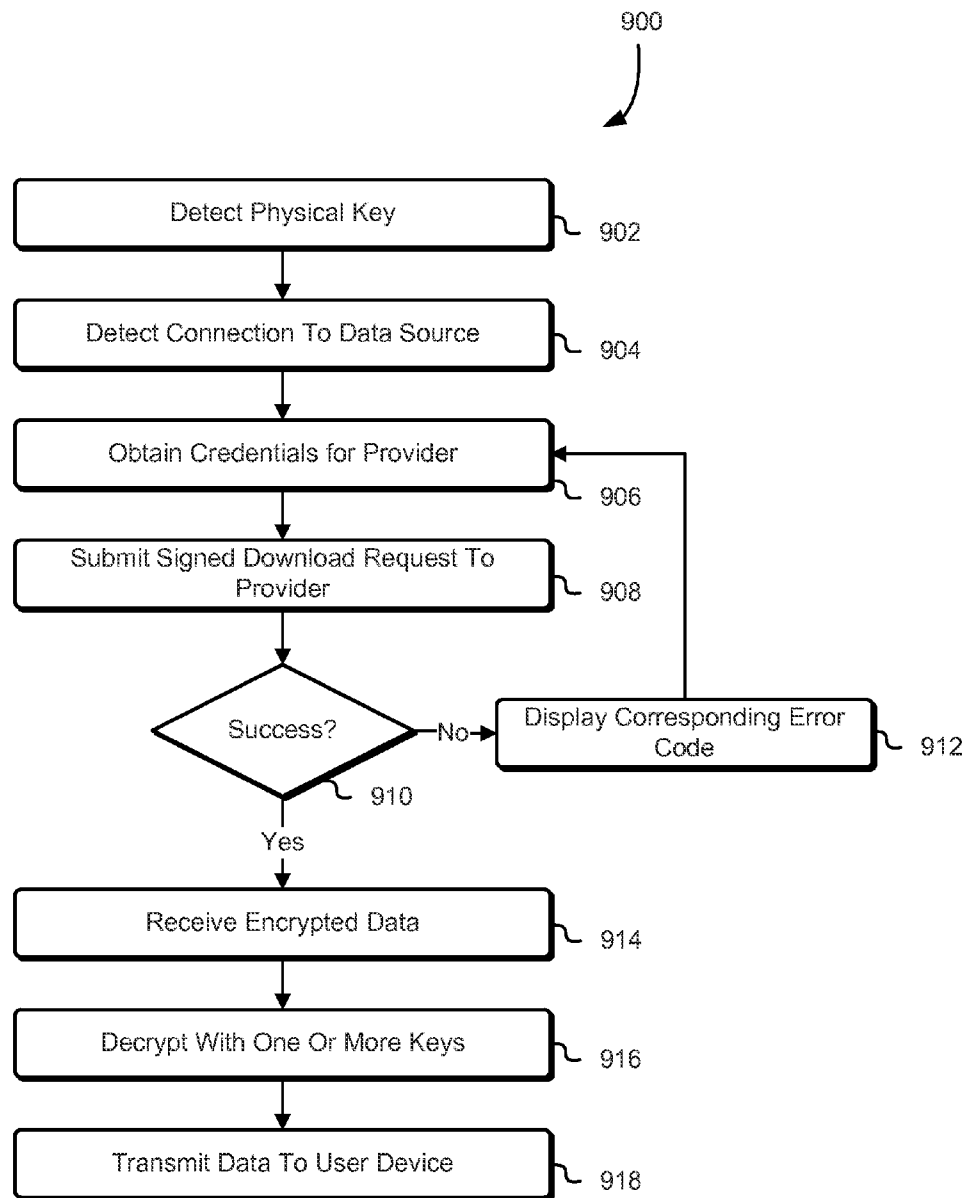 900
Detect Physical Key
902
Detect Connection To Data Source
904
Obtain Credentials for Provider
906
Submit Signed Download Request To
Provider
908
Success?
No
Display Corresponding Error
Code
912
910
Yes
Receive Encrypted Data
914
Decrypt With One Or More Keys
916
Transmit Data To User Device
918